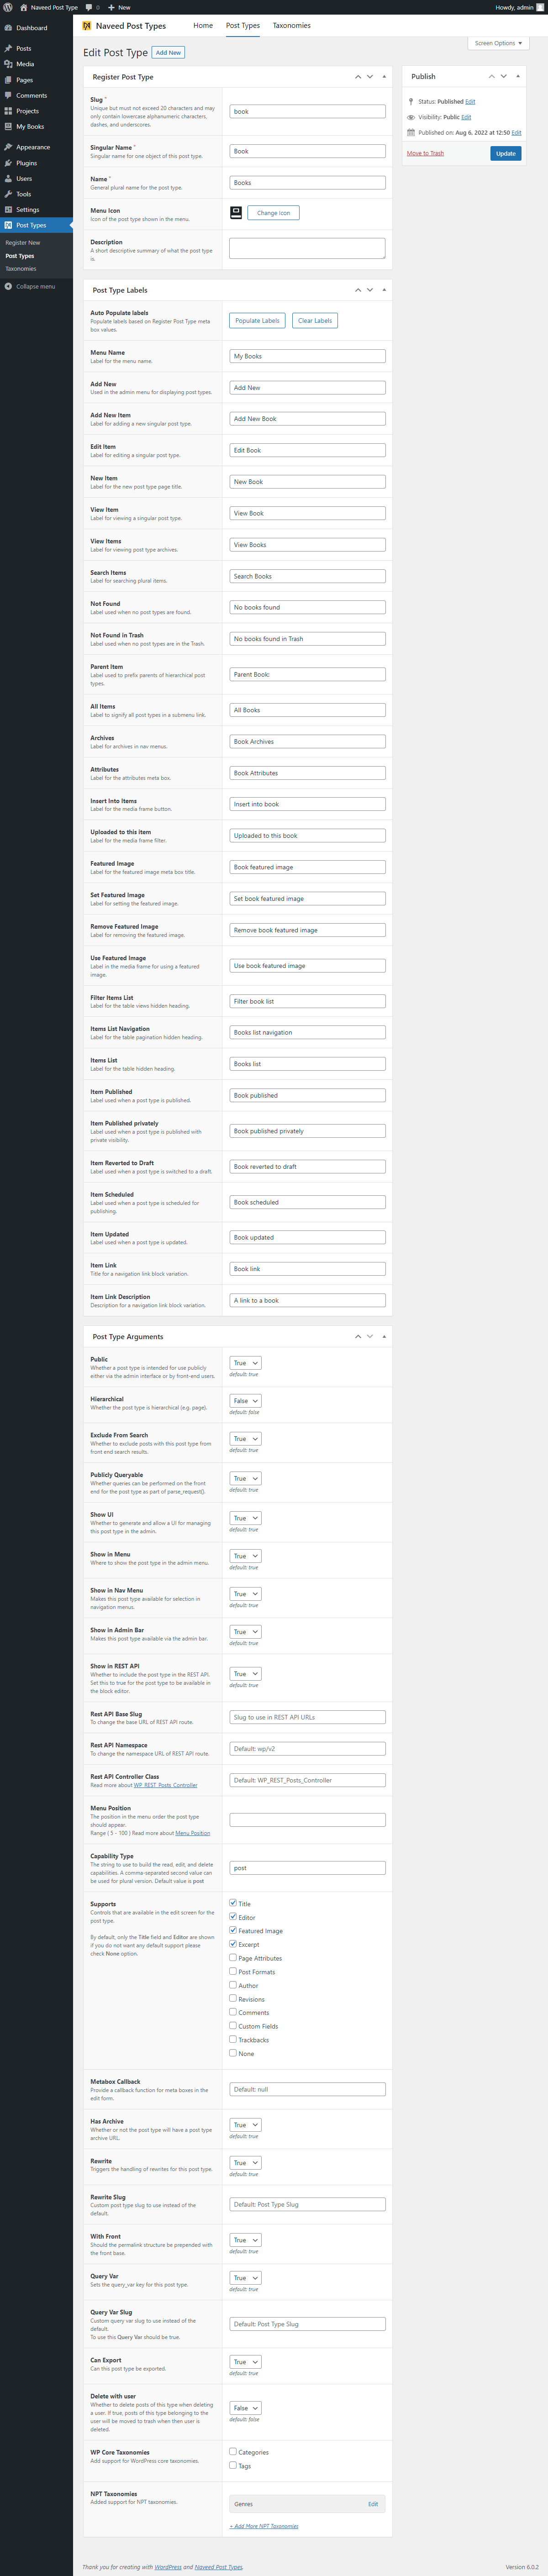 Naveed Post Type
0
New
Howdy, admin
Dashboard
Posts
Media
Pages
Comments
Projects
My Books
Appearance
Plugins
Users
Tools
Settings
Post Types
Register New
Post Types
Taxonomies
Collapse menu
Naveed Post Types
Home
Post Types
Taxonomies
Screen Options
Edit Post Type
Add New
Register Post Type
Slug *
Unique but must not exceed 20 characters and may
only contain lowercase alphanumeric characters,
dashes, and underscores.
book
Singular Name *
Singular name for one object of this post type.
Book
Name *
General plural name for the post type.
Books
Menu Icon
Icon of the post type shown in the menu.
Change Icon
Description
A short descriptive summary of what the post type
is.
Post Type Labels
Auto Populate labels
Populate labels based on Register Post Type meta
box values.
Populate Labels
Clear Labels
Menu Name
Label for the menu name.
My Books
Add New
Used in the admin menu for displaying post types.
Add New
Add New Item
Label for adding a new singular post type.
Add New Book
Edit Item
Label for editing a singular post type.
Edit Book
New Item
Label for the new post type page title.
New Book
View Item
Label for viewing a singular post type.
View Book
View Items
Label for viewing post type archives.
View Books
Search Items
Label for searching plural items.
Search Books
Not Found
Label used when no post types are found.
No books found
Not Found in Trash
Label used when no post types are in the Trash.
No books found in Trash
Parent Item
Label used to prefix parents of hierarchical post
types.
Parent Book:
All Items
Label to signify all post types in a submenu link.
All Books
Archives
Label for archives in nav menus.
Book Archives
Attributes
Label for the attributes meta box.
Book Attributes
Insert Into Items
Label for the media frame button.
Insert into book
Uploaded to this item
Label for the media frame filter.
Uploaded to this book
Featured Image
Label for the featured image meta box title.
Book featured image
Set Featured Image
Label for setting the featured image.
Set book featured image
Remove Featured Image
Label for removing the featured image.
Remove book featured image
Use Featured Image
Label in the media frame for using a featured
image.
Use book featured image
Filter Items List
Label for the table views hidden heading.
Filter book list
Items List Navigation
Label for the table pagination hidden heading.
Books list navigation
Items List
Label for the table hidden heading.
Books list
Item Published
Label used when a post type is published.
Book published
Item Published privately
Label used when a post type is published with
private visibility.
Book published privately
Item Reverted to Draft
Label used when a post type is switched to a draft.
Book reverted to draft
Item Scheduled
Label used when a post type is scheduled for
publishing.
Book scheduled
Item Updated
Label used when a post type is updated.
Book updated
Item Link
Title for a navigation link block variation.
Book link
Item Link Description
Description for a navigation link block variation.
A link to a book
Post Type Arguments
Public
Whether a post type is intended for use publicly
either via the admin interface or by front-end users.
True
default: true
Hierarchical
Whether the post type is hierarchical (e.g. page).
False
default: false
Exclude From Search
Whether to exclude posts with this post type from
front end search results.
True
default: true
Publicly Queryable
Whether queries can be performed on the front
end for the post type as part of parse_request().
True
default: true
Show UI
Whether to generate and allow a UI for managing
this post type in the admin.
True
default: true
Show in Menu
Where to show the post type in the admin menu.
True
default: true
Show in Nav Menu
Makes this post type available for selection in
navigation menus.
True
default: true
Show in Admin Bar
Makes this post type available via the admin bar.
True
default: true
Show in REST API
Whether to include the post type in the REST API.
Set this to true for the post type to be available in
the block editor.
True
default: true
Rest API Base Slug
To change the base URL of REST API route.
Slug to use in REST API URLs
Rest API Namespace
To change the namespace URL of REST API route.
Default: wp/v2
Rest API Controller Class
Read more about WP_REST_Posts_Controller
Default: WP_REST_Posts_Controller
Menu Position
The position in the menu order the post type
should appear.
Range ( 5 - 100 ) Read more about Menu Position
Capability Type
The string to use to build the read, edit, and delete
capabilities. A comma-separated second value can
be used for plural version. Default value is post
post
Supports
Controls that are available in the edit screen for the
post type.
By default, only the Title field and Editor are shown
if you do not want any default support please
check None option.
Title
Editor
Featured Image
Excerpt
Page Attributes
Post Formats
Author
Revisions
Comments
Custom Fields
Trackbacks
None
Metabox Callback
Provide a callback function for meta boxes in the
edit form.
Default: null
Has Archive
Whether or not the post type will have a post type
archive URL.
True
default: true
Rewrite
Triggers the handling of rewrites for this post type.
True
default: true
Rewrite Slug
Custom post type slug to use instead of the
default.
Default: Post Type Slug
With Front
Should the permalink structure be prepended with
the front base.
True
default: true
Query Var
Sets the query_var key for this post type.
True
default: true
Query Var Slug
Custom query var slug to use instead of the
default.
To use this Query Var should be true.
Default: Post Type Slug
Can Export
Can this post type be exported.
True
default: true
Delete with user
Whether to delete posts of this type when deleting
a user. If true, posts of this type belonging to the
user will be moved to trash when then user is
deleted.
False
default: false
WP Core Taxonomies
Add support for WordPress core taxonomies.
Categories
Tags
NPT Taxonomies
Added support for NPT taxonomies.
Genres
Edit
+ Add More NPT Taxonomies
Publish
Status: Published Edit
Visibility: Public Edit
Published on: Aug 6, 2022 at 12:50 Edit
Move to Trash
Update
Thank you for creating with WordPress and Naveed Post Types.
Version 6.0.2